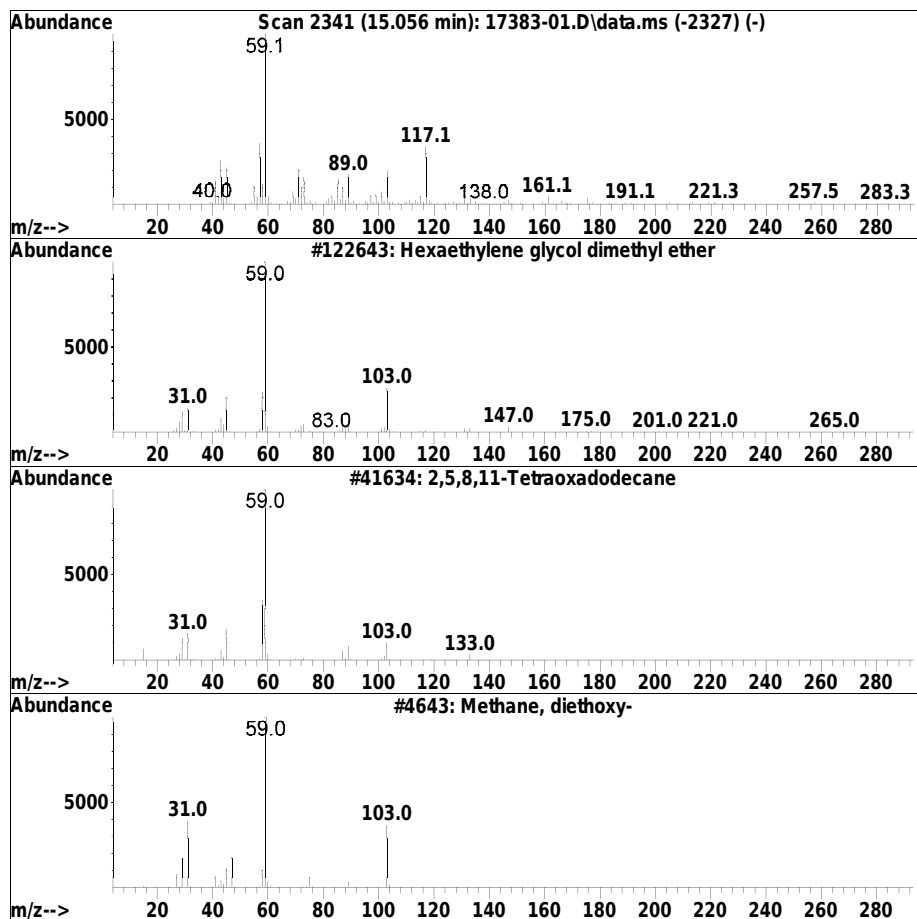 Abundance Scan 2341 (15.056 min): 17383-01.D\data.ms (-2327) (-)
59.1
5000
117.1
89.0
40.0 138.0 161.1 191.1 221.3 257.5 283.3
m/z--> 20 40 60 80 100 120 140 160 180 200 220 240 260 280
Abundance #122643: Hexaethylene glycol dimethyl ether
59.0
5000
103.0
31.0
83.0 147.0 175.0 201.0 221.0 265.0
m/z--> 20 40 60 80 100 120 140 160 180 200 220 240 260 280
Abundance #41634: 2,5,8,11-Tetraoxadodecane
59.0
5000
31.0 103.0
133.0
m/z--> 20 40 60 80 100 120 140 160 180 200 220 240 260 280
Abundance #4643: Methane, diethoxy-
59.0
5000
31.0 103.0
m/z--> 20 40 60 80 100 120 140 160 180 200 220 240 260 280